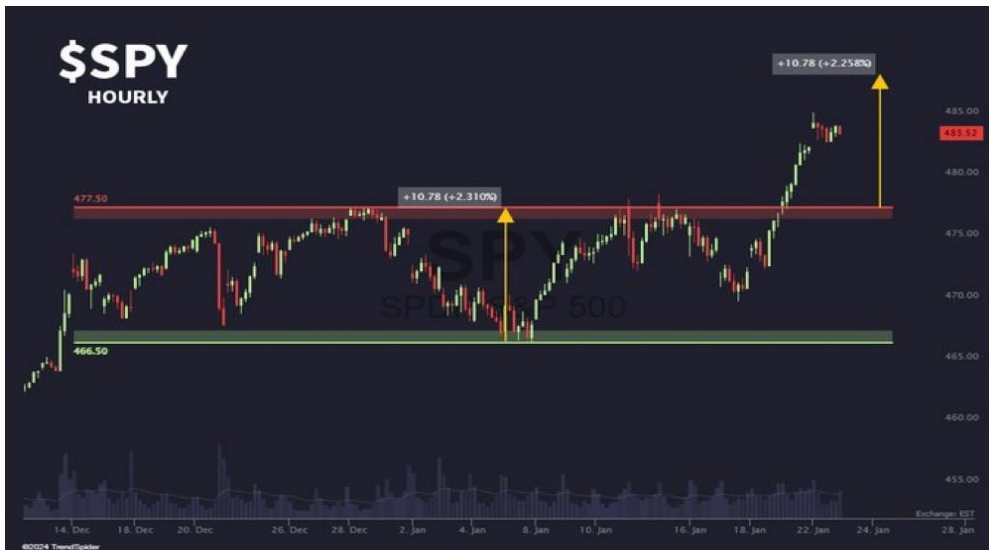 $SPY
HOURLY
+10.78 (+2.258%)
485.00
483.52
480.00
477.50
+10.78 (+2.310%)
475.00
SPY
SPDR S&P 500
470.00
466.50
465.00
460.00
455.00
Exchange: EST
14. Dec 18. Dec 20. Dec 26. Dec 28. Dec 2. Jan 4. Jan 8. Jan 10. Jan 16. Jan 18. Jan 22. Jan 24. Jan 28. Jan
©2024 TrendSpider